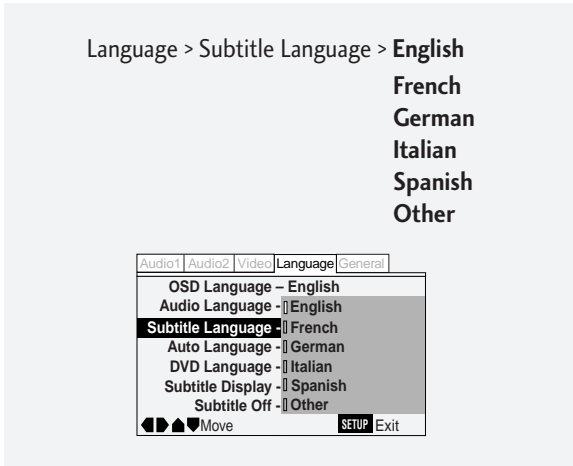 Language > Subtitle Language > English
French
German
Italian
Spanish
Other
Audio1 Audio2 Video Language General
OSD Language – English
Audio Language - English
Subtitle Language - French
Auto Language - German
DVD Language - Italian
Subtitle Display - Spanish
Subtitle Off - Other
Move SETUP Exit